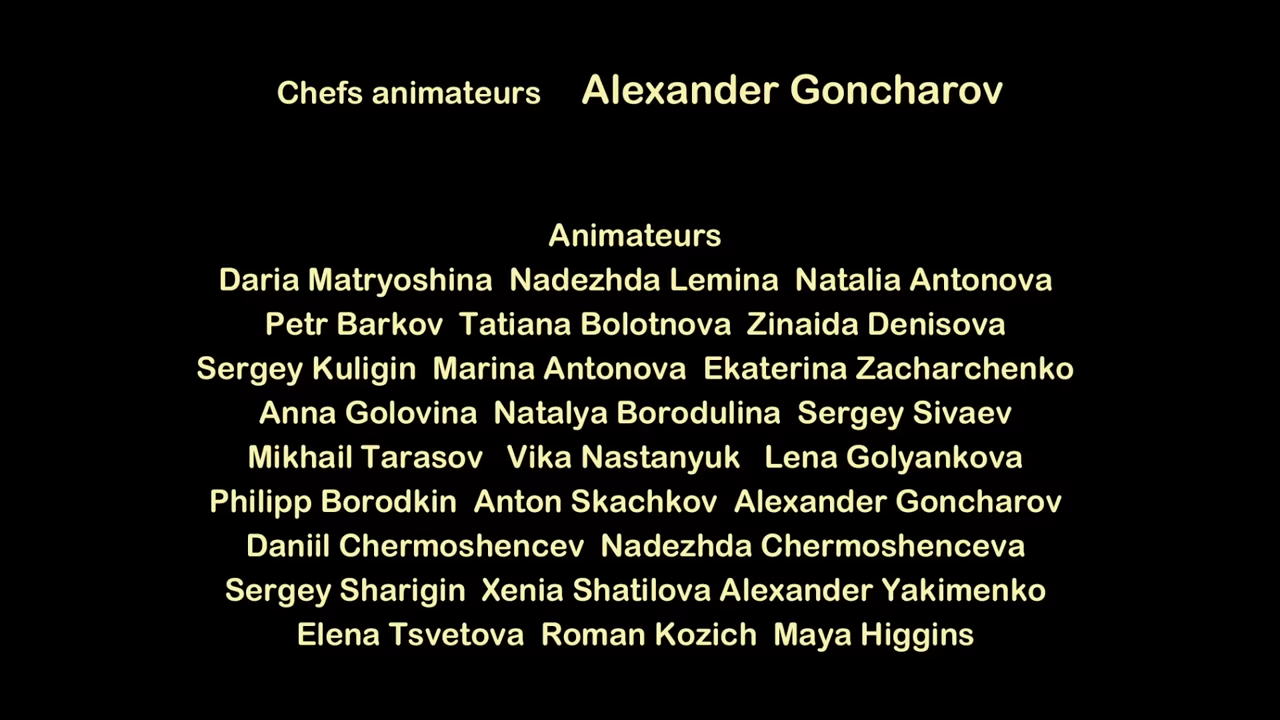 Chefs animateurs Alexander Goncharov
Animateurs
Daria Matryoshina Nadezhda Lemina Natalia Antonova
Petr Barkov Tatiana Bolotnova Zinaida Denisova
Sergey Kuligin Marina Antonova Ekaterina Zacharchenko
Anna Golovina Natalya Borodulina Sergey Sivaev
Mikhail Tarasov Vika Nastanyuk Lena Golyankova
Philipp Borodkin Anton Skachkov Alexander Goncharov
Daniil Chermoshencev Nadezhda Chermoshenceva
Sergey Sharigin Xenia Shatilova Alexander Yakimenko
Elena Tsvetova Roman Kozich Maya Higgins